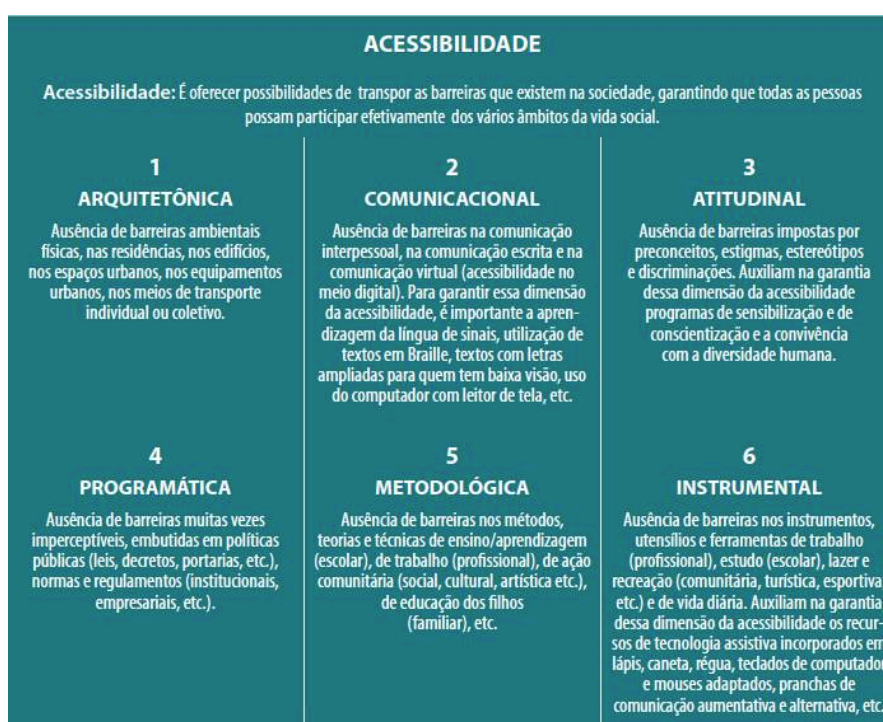 ACESSIBILIDADE
Acessibilidade: É oferecer possibilidades de transpor as barreiras que existem na sociedade, garantindo que todas as pessoas
possam participar efetivamente dos vários âmbitos da vida social.
1
ARQUITETÔNICA
Ausência de barreiras ambientais
físicas, nas residências, nos edifícios,
nos espaços urbanos, nos equipamentos
urbanos, nos meios de transporte
individual ou coletivo.
2
COMUNICACIONAL
Ausência de barreiras na comunicação
interpessoal, na comunicação escrita e na
comunicação virtual (acessibilidade no
meio digital). Para garantir essa dimensão
da acessibilidade, é importante a apren-
dizagem da língua de sinais, utilização de
textos em Braille, textos com letras
ampliadas para quem tem baixa visão, uso
do computador com leitor de tela, etc.
3
ATITUDINAL
Ausência de barreiras impostas por
preconceitos, estigmas, estereótipos
e discriminações. Auxiliam na garantia
dessa dimensão da acessibilidade
programas de sensibilização e de
conscientização e a convivência
com a diversidade humana.
4
PROGRAMÁTICA
Ausência de barreiras muitas vezes
imperceptíveis, embutidas em políticas
públicas (leis, decretos, portarias, etc.),
normas e regulamentos (institucionais,
empresariais, etc.).
5
METODOLÓGICA
Ausência de barreiras nos métodos,
teorias e técnicas de ensino/aprendizagem
(escolar), de trabalho (profissional), de ação
comunitária (social, cultural, artística etc.),
de educação dos filhos
(familiar), etc.
6
INSTRUMENTAL
Ausência de barreiras nos instrumentos,
utensílios e ferramentas de trabalho
(profissional), estudo (escolar), lazer e
recreação (comunitária, turística, esportiva
etc.) e de vida diária. Auxiliam na garantia
dessa dimensão da acessibilidade os recur-
sos de tecnologia assistiva incorporados em
lápis, caneta, régua, teclados de computador
e mouses adaptados, pranchas de
comunicação aumentativa e alternativa, etc.